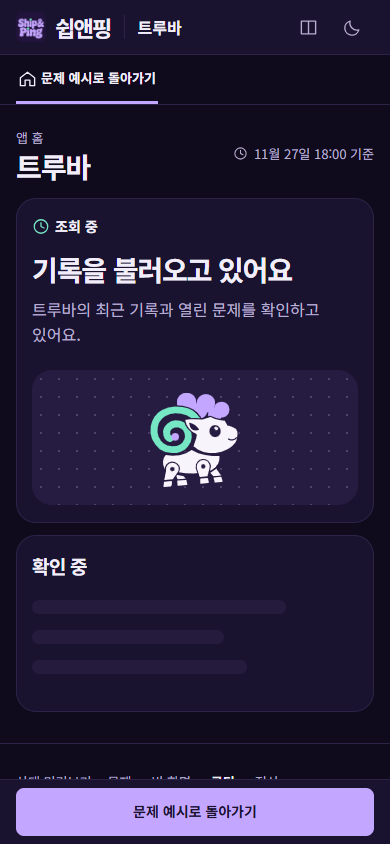 Ship&
Ping
쉽앤핑
트루바
문제 예시로 돌아가기
앱 홈
트루바
11월 27일 18:00 기준
조회 중
기록을 불러오고 있어요
트루바의 최근 기록과 열린 문제를 확인하고
있어요.
확인 중
문제 예시로 돌아가기